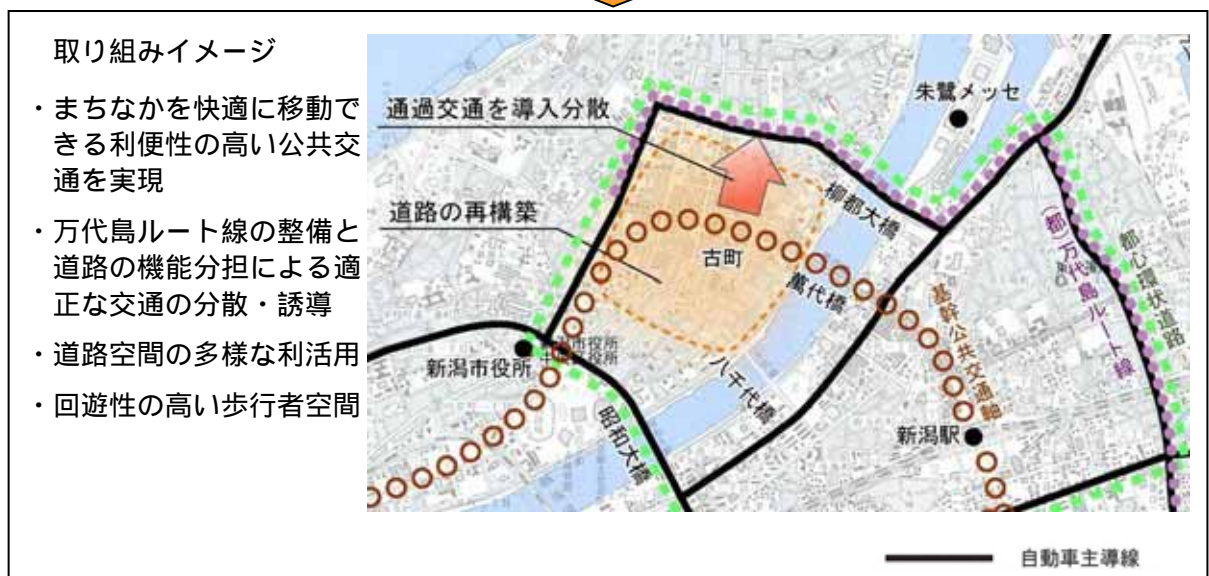 取り組みイメージ
・まちなかを快適に移動で
きる利便性の高い公共交
通を実現
・万代島ルート線の整備と
道路の機能分担による適
正な交通の分散・誘導
・道路空間の多様な利活用
・回遊性の高い歩行者空間
通過交通を導入分散
道路の再構築
朱鷺メッセ
柳都大橋
古町
萬代橋
新潟市役所
八千代橋
昭和大橋
基幹公共交通軸
新潟駅
(都)万代島ルート線
都心環状道路
自動車主導線